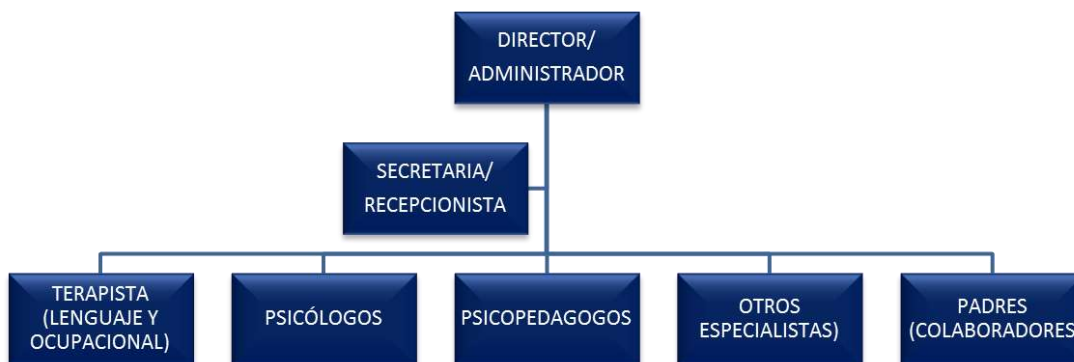 DIRECTOR/
ADMINISTRADOR
SECRETARIA/
RECEPCIONISTA
TERAPISTA
(LENGUAJE Y
OCUPACIONAL)
PSICÓLOGOS
PSICOPEDAGOGOS
OTROS
ESPECIALISTAS)
PADRES
(COLABORADORES